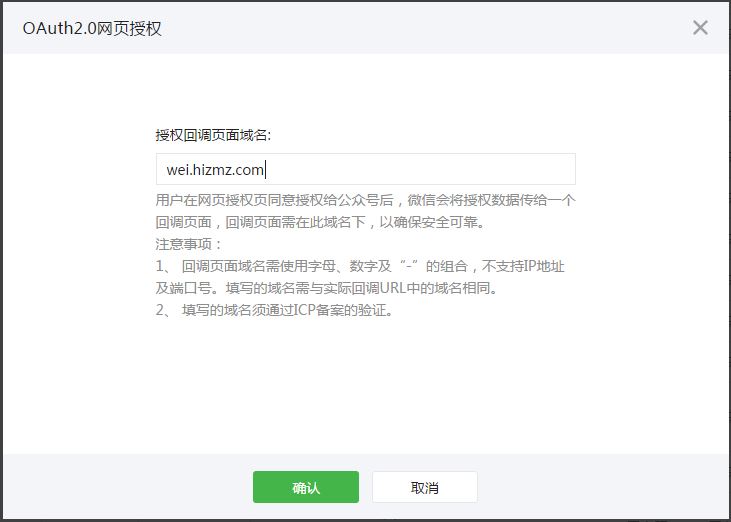 OAuth2.0网页授权
授权回调页面域名:
wei.hizmz.com
用户在网页授权页同意授权给公众号后，微信会将授权数据传给一个
回调页面，回调页面需在此域名下，以确保安全可靠。
注意事项：
1、 回调页面域名需使用字母、数字及“-”的组合，不支持IP地址
及端口号。填写的域名需与实际回调URL中的域名相同。
2、 填写的域名须通过ICP备案的验证。
确认 取消